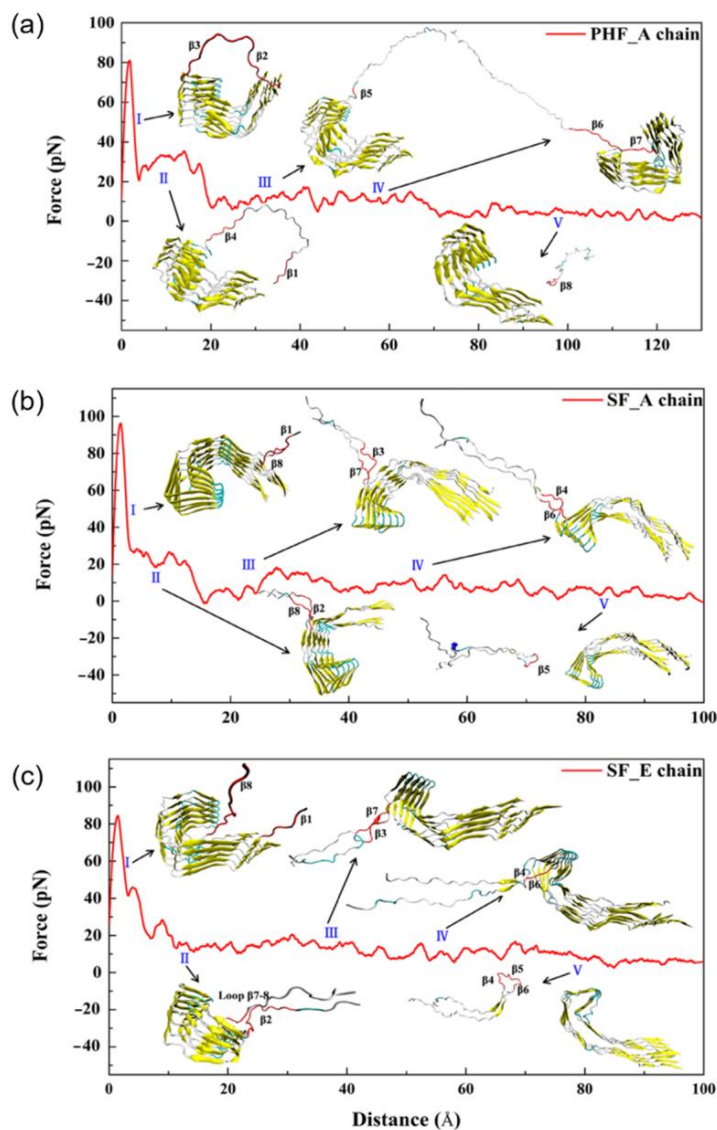 (a)
PHF_A chain
Force (pN)
100
80
60
40
20
0
-20
-40
β3
β2
I
β5
III
β6
β7
IV
II
β4
β1
V
β8
0 20 40 60 80 100 120
(b)
SF_A chain
Force (pN)
100
80
60
40
20
0
-20
-40
β1
β8
I
β3
β7
III
β4
β6
IV
II
β8 β2
V
β5
0 20 40 60 80 100
(c)
SF_E chain
Force (pN)
100
80
60
40
20
0
-20
-40
β8
β1
I
β7
β3
III
β4
β6
IV
II
Loop β7-8
β2
V
β5
β4
β6
0 20 40 60 80 100
Distance (Å)